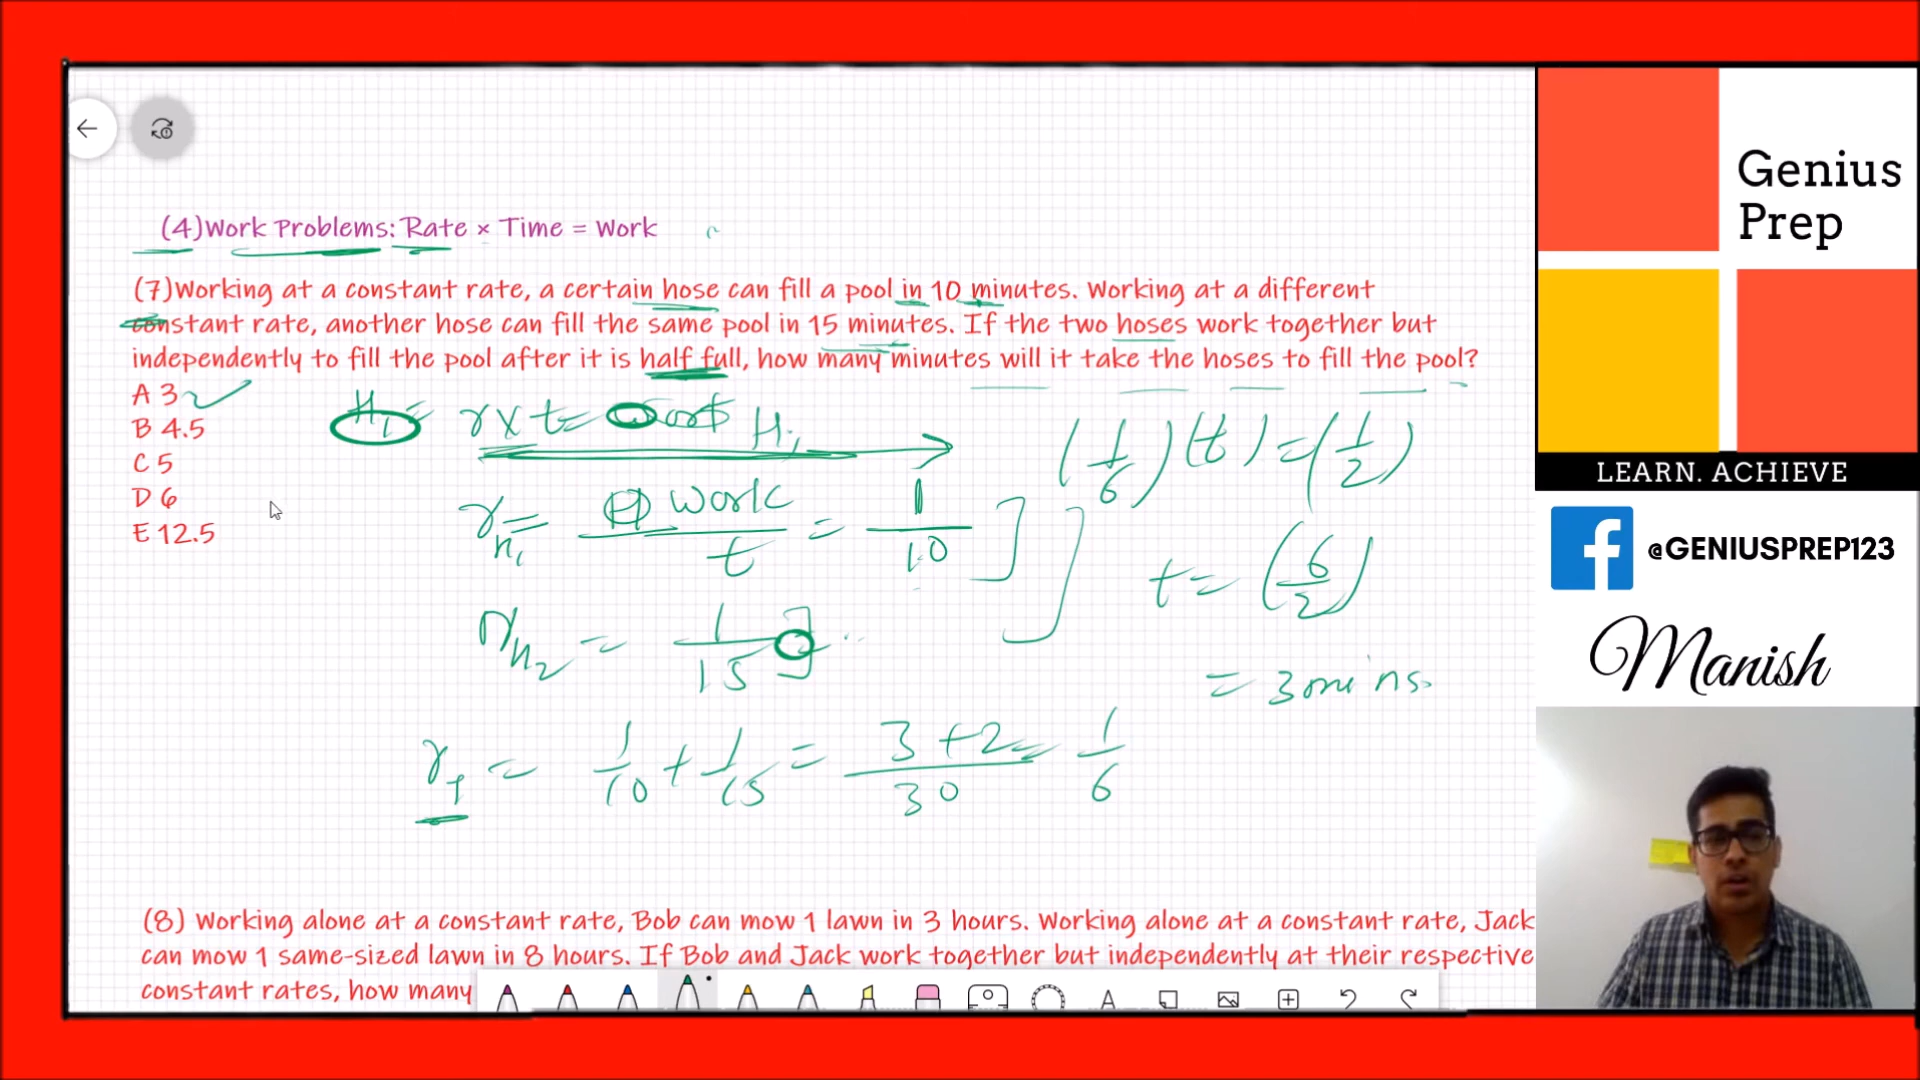 (4)Work Problems: Rate × Time = Work
(7)Working at a constant rate, a certain hose can fill a pool in 10 minutes. Working at a different
constant rate, another hose can fill the same pool in 15 minutes. If the two hoses work together but
independently to fill the pool after it is half full, how many minutes will it take the hoses to fill the pool?
A 3
B 4.5
C 5
D 6
E 12.5
H1 = r x t = work H1
r h1 = work / t = 1/10
r h2 = 1/15
rt = 1/10 + 1/15 = 3+2/30 = 1/6
(1/6)(t) = (1/2)
t = (6/2)
= 3 mins.
(8) Working alone at a constant rate, Bob can mow 1 lawn in 3 hours. Working alone at a constant rate, Jack
can mow 1 same-sized lawn in 8 hours. If Bob and Jack work together but independently at their respective
constant rates, how many
Genius
Prep
LEARN. ACHIEVE
f @GENIUSPREP123
Manish